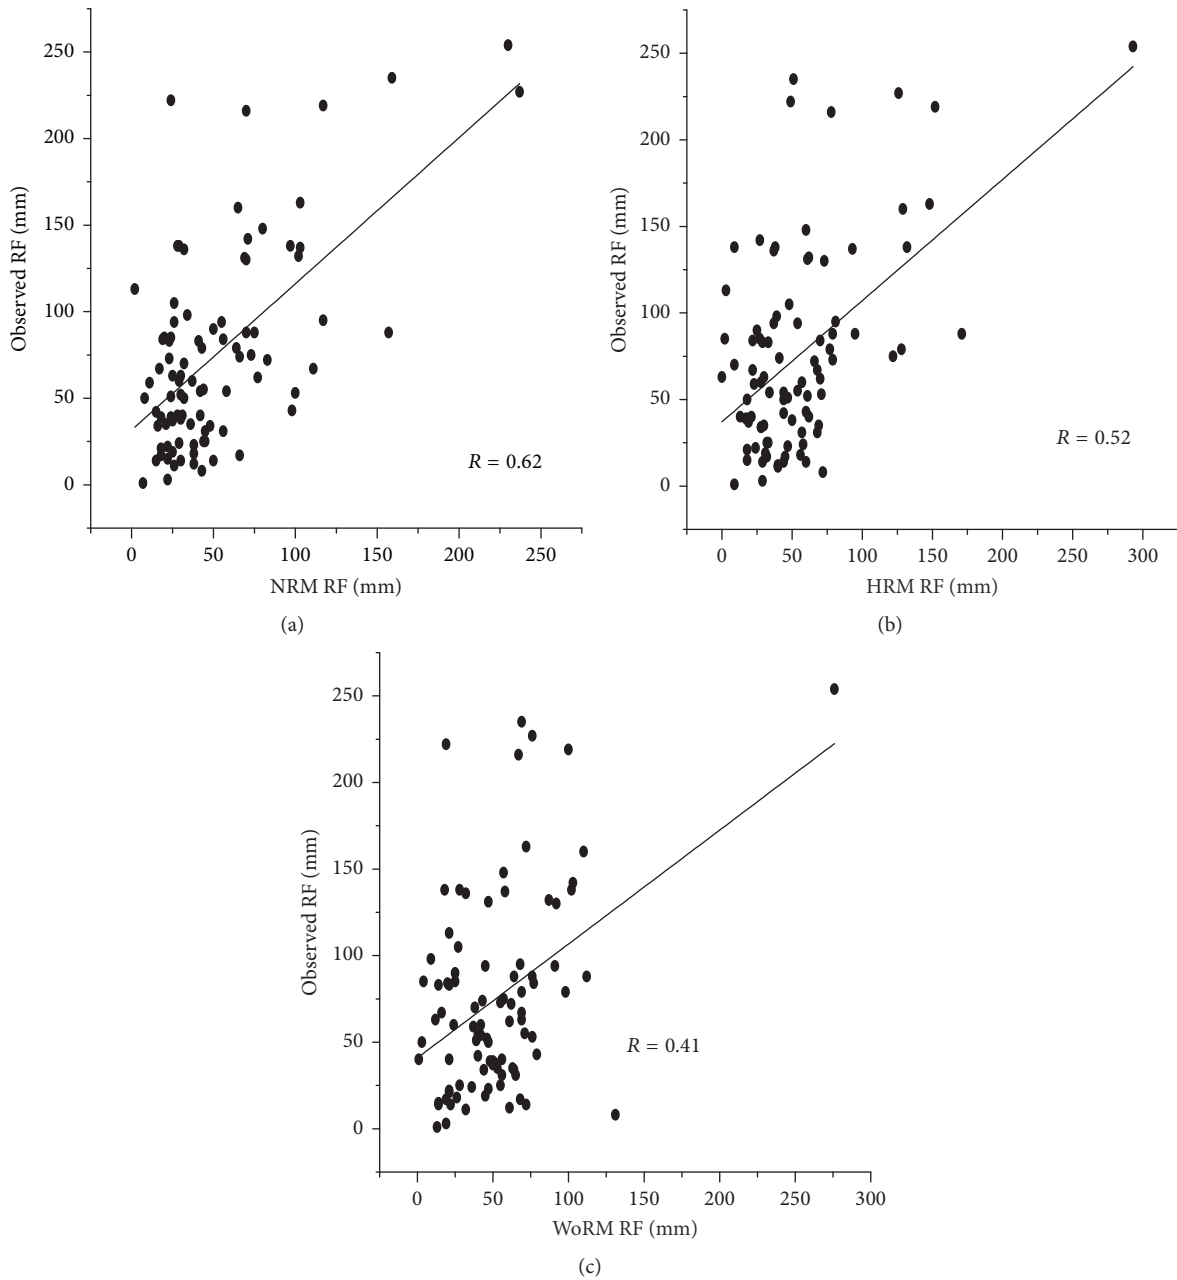 250
200
150
100
50
0
Observed RF (mm)
R = 0.62
0 50 100 150 200 250
NRM RF (mm)
(a)
250
200
150
100
50
0
Observed RF (mm)
R = 0.52
0 50 100 150 200 250 300
HRM RF (mm)
(b)
250
200
150
100
50
0
Observed RF (mm)
R = 0.41
0 50 100 150 200 250 300
WoRM RF (mm)
(c)